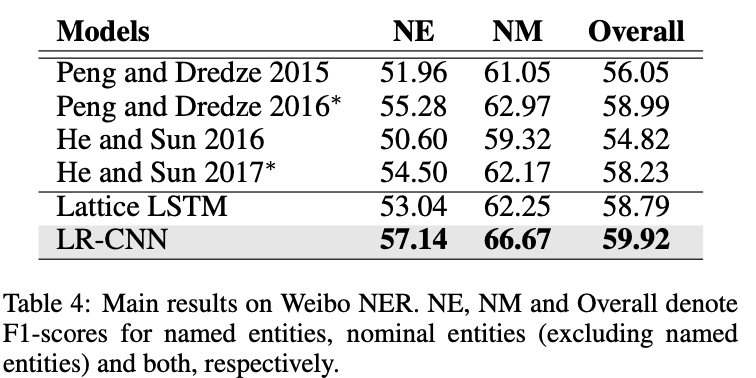 Models NE NM Overall
Peng and Dredze 2015 51.96 61.05 56.05
Peng and Dredze 2016* 55.28 62.97 58.99
He and Sun 2016 50.60 59.32 54.82
He and Sun 2017* 54.50 62.17 58.23
Lattice LSTM 53.04 62.25 58.79
LR-CNN 57.14 66.67 59.92
Table 4: Main results on Weibo NER. NE, NM and Overall denote
F1-scores for named entities, nominal entities (excluding named
entities) and both, respectively.